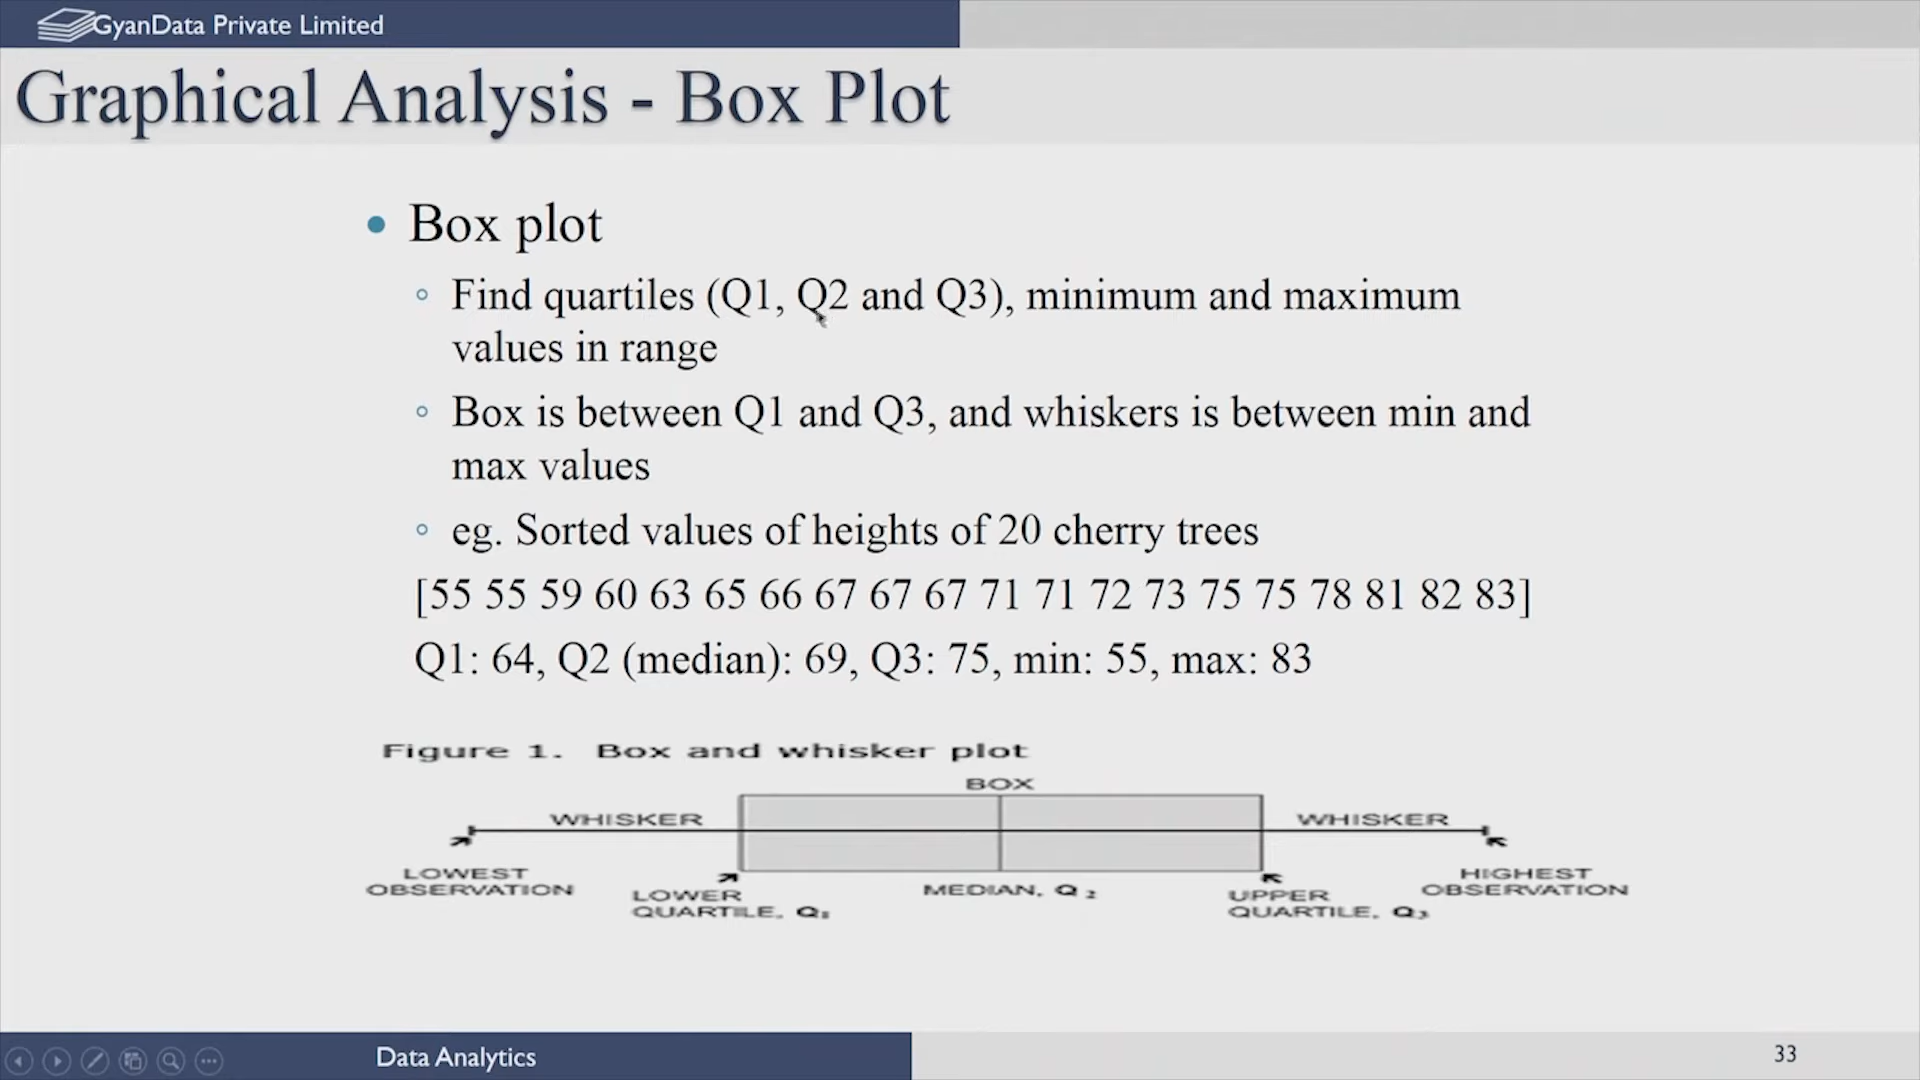 GyanData Private Limited
Graphical Analysis - Box Plot
Box plot
Find quartiles (Q1, Q2 and Q3), minimum and maximum
values in range
Box is between Q1 and Q3, and whiskers is between min and
max values
eg. Sorted values of heights of 20 cherry trees
[55 55 59 60 63 65 66 67 67 67 71 71 72 73 75 75 78 81 82 83]
Q1: 64, Q2 (median): 69, Q3: 75, min: 55, max: 83
Figure 1. Box and whisker plot
BOX
WHISKER
WHISKER
LOWEST
OBSERVATION
LOWER
QUARTILE, Q₁
MEDIAN, Q₂
UPPER
QUARTILE, Q₃
HIGHEST
OBSERVATION
Data Analytics
33